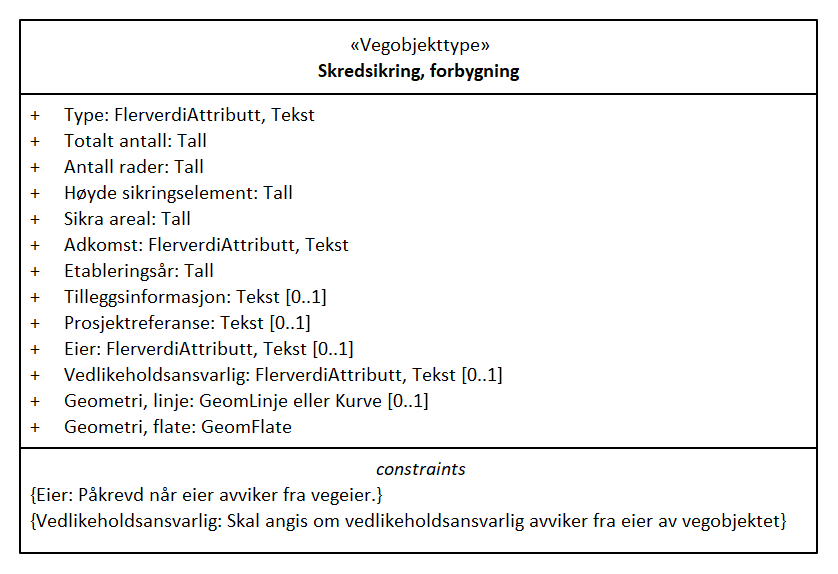 «Vegobjekttype»
Skredsikring, forbygning
+ Type: FlerverdiAttributt, Tekst
+ Totalt antall: Tall
+ Antall rader: Tall
+ Høyde sikringselement: Tall
+ Sikra areal: Tall
+ Adkomst: FlerverdiAttributt, Tekst
+ Etableringsår: Tall
+ Tilleggsinformasjon: Tekst [0..1]
+ Prosjektreferanse: Tekst [0..1]
+ Eier: FlerverdiAttributt, Tekst [0..1]
+ Vedlikeholdsansvarlig: FlerverdiAttributt, Tekst [0..1]
+ Geometri, linje: GeomLinje eller Kurve [0..1]
+ Geometri, flate: GeomFlate
constraints
{Eier: Påkrevd når eier avviker fra vegeier.}
{Vedlikeholdsansvarlig: Skal angis om vedlikeholdsansvarlig avviker fra eier av vegobjektet}